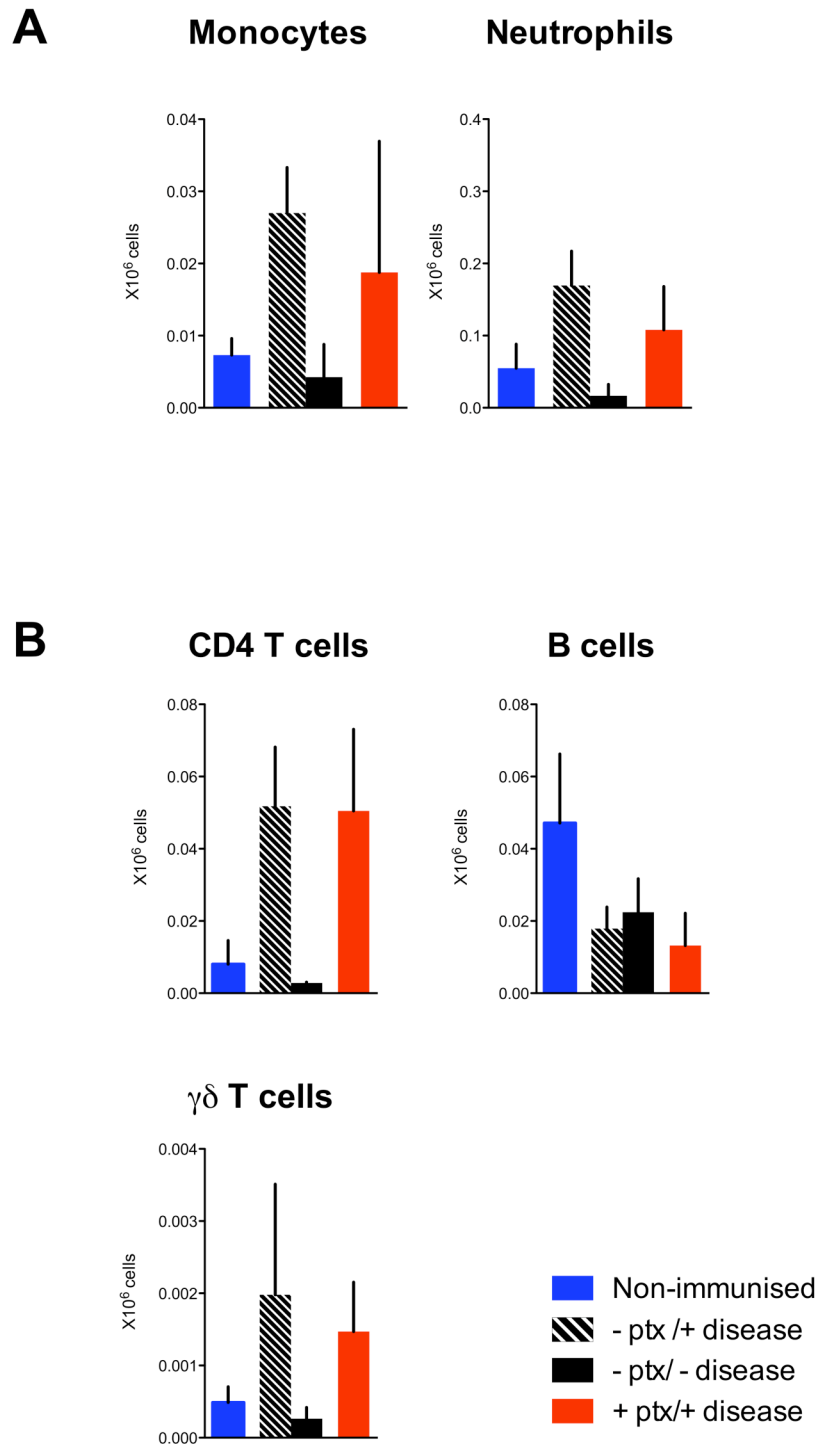 A
Monocytes
Neutrophils
0.04
0.03
0.02
0.01
0.00
X10⁶ cells
0.4
0.3
0.2
0.1
0.0
X10⁶ cells
B
CD4 T cells
B cells
0.08
0.06
0.04
0.02
0.00
X10⁶ cells
0.08
0.06
0.04
0.02
0.00
X10⁶ cells
γδ T cells
0.004
0.003
0.002
0.001
0.000
X10⁶ cells
Non-immunised
- ptx /+ disease
- ptx/ - disease
+ ptx/+ disease